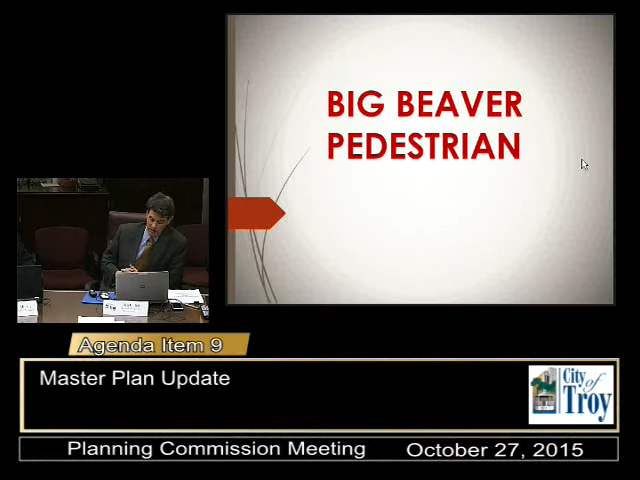 BIG BEAVER
PEDESTRIAN
Agenda Item 9
Master Plan Update
City
of
Troy
Planning Commission Meeting
October 27, 2015